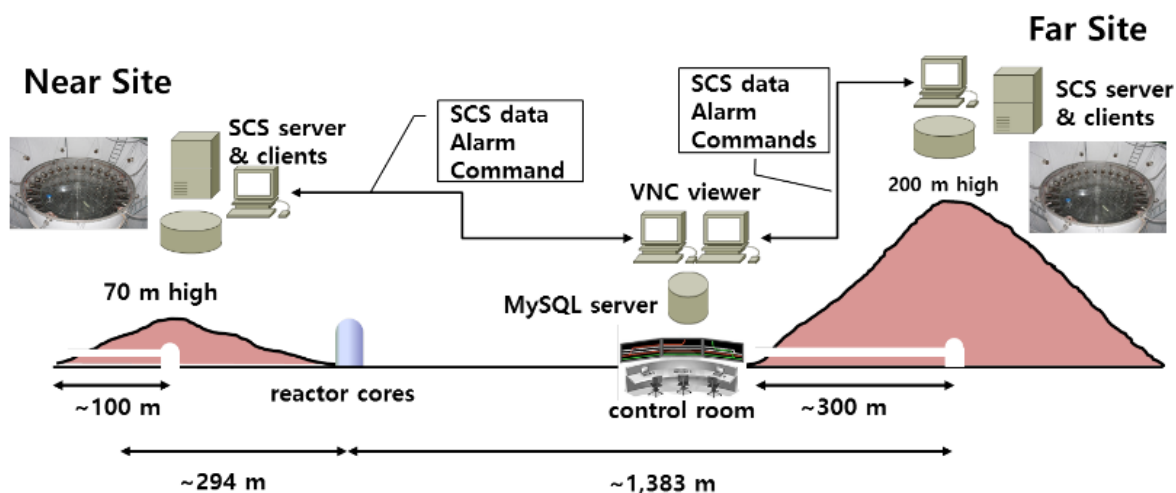 Far Site
Near Site
SCS data
Alarm
Commands
SCS server
& clients
SCS data
Alarm
Command
SCS server
& clients
VNC viewer
200 m high
70 m high
MySQL server
reactor cores
control room
~100 m
~300 m
~294 m
~1,383 m